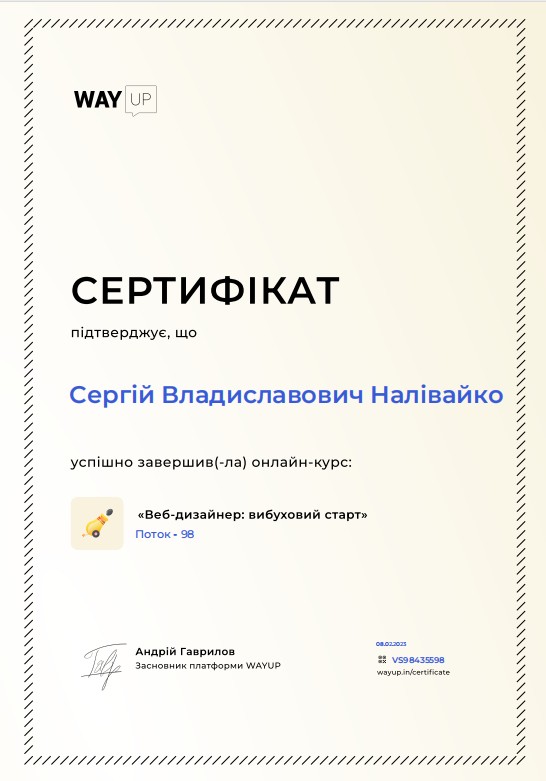 WAY UP
СЕРТИФІКАТ
підтверджує, що
Сергій Владиславович Налівайко
успішно завершив(-ла) онлайн-курс:
«Веб-дизайнер: вибуховий старт»
Поток - 98
Андрій Гаврилов
Засновник платформи WAYUP
08.02.2023
VS98435598
wayup.in/certificate